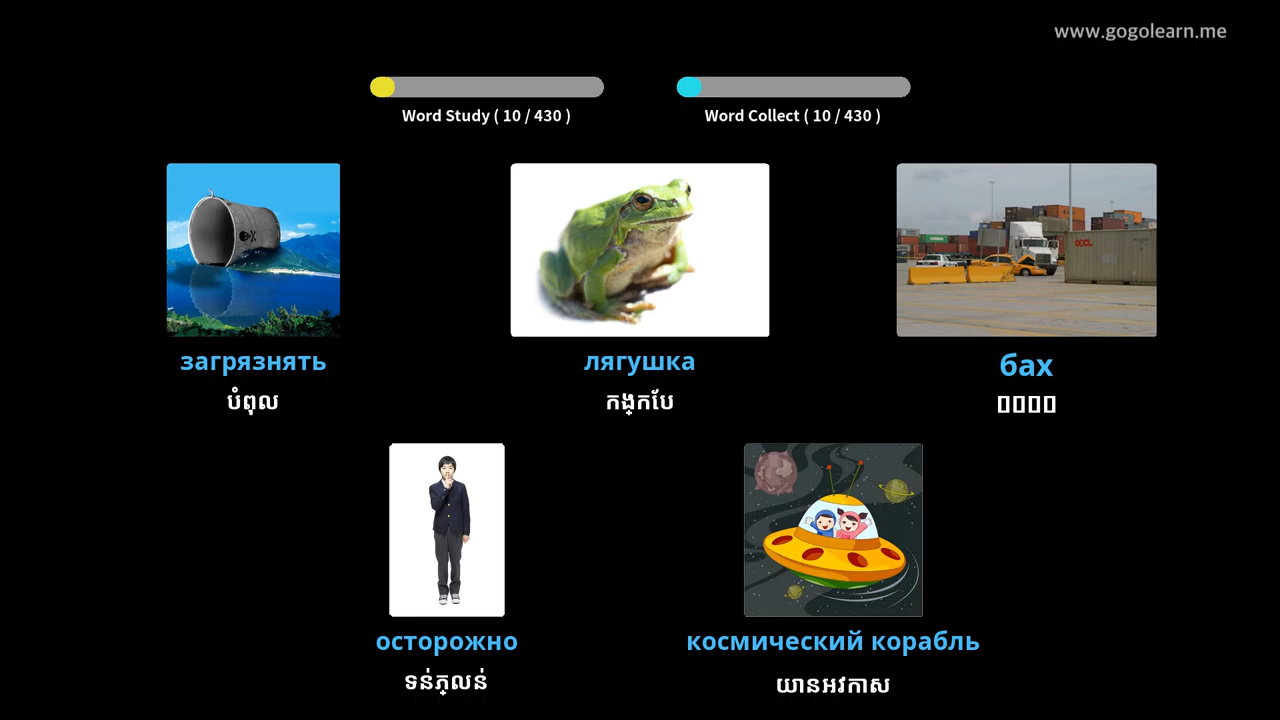 www.gogolearn.me
Word Study ( 10 / 430 )
Word Collect ( 10 / 430 )
загрязнять
បំពុល
лягушка
កង្កែប
бах
осторожно
ទន់ភ្លន់
космический корабль
យានអវកាស